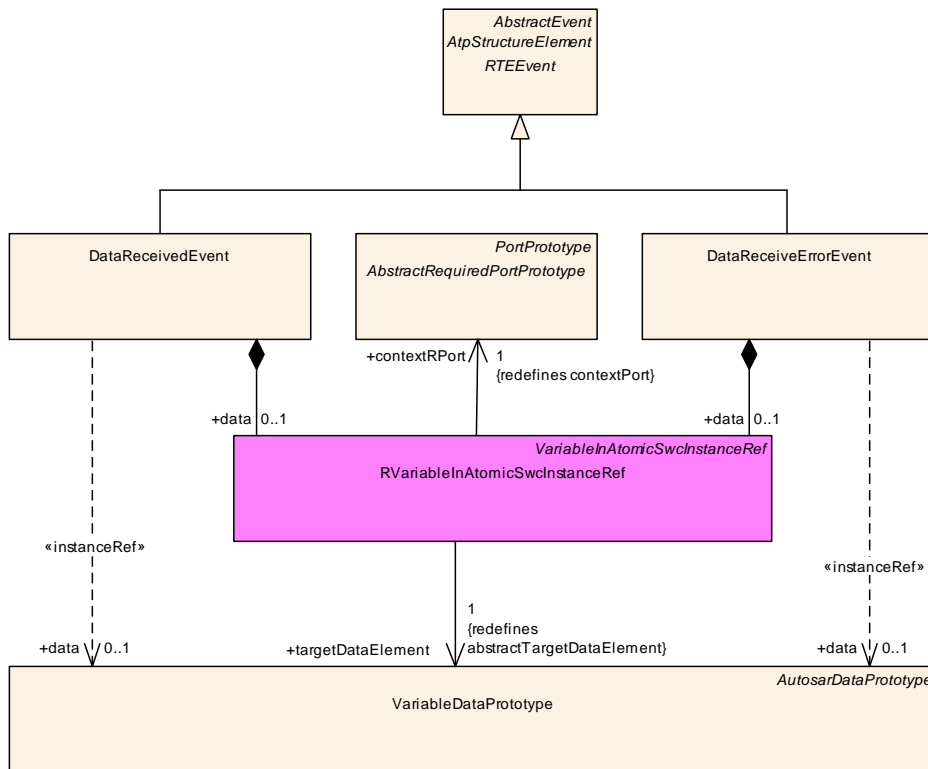 AbstractEvent
AtpStructureElement
RTEEvent
DataReceivedEvent
PortPrototype
AbstractRequiredPortPrototype
DataReceiveErrorEvent
+contextRPort 1
{redefines contextPort}
+data 0..1
+data 0..1
VariableInAtomicSwcInstanceRef
RVariableInAtomicSwcInstanceRef
«instanceRef»
«instanceRef»
1
{redefines
abstractTargetDataElement}
+targetDataElement
+data 0..1
+data 0..1
AutosarDataPrototype
VariableDataPrototype